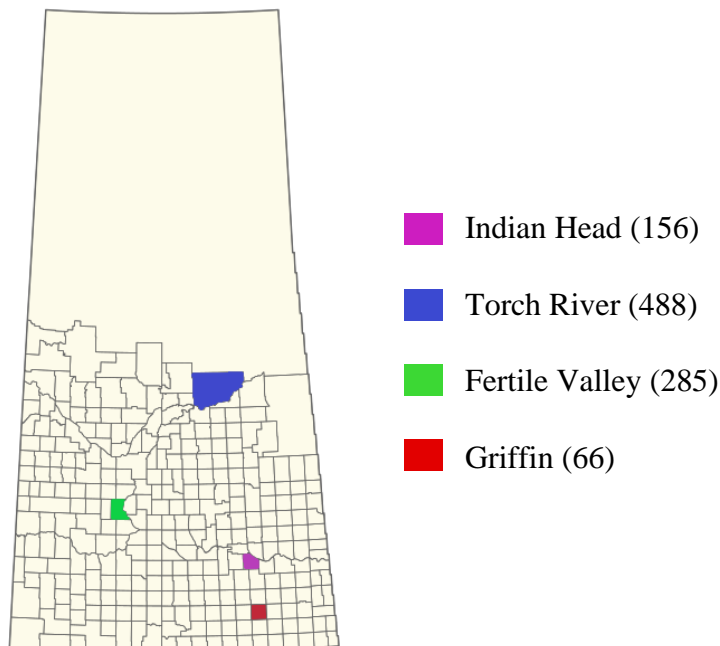 Indian Head (156)
Torch River (488)
Fertile Valley (285)
Griffin (66)